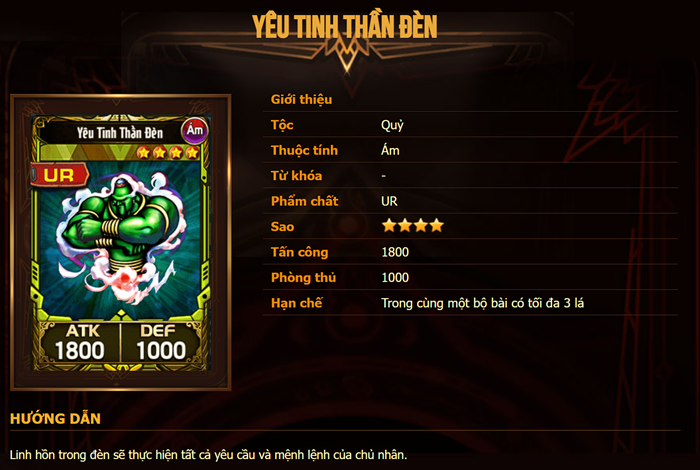 YÊU TINH THẦN ĐÈN
Yêu Tinh Thần Đèn
Ám
UR
ATK
1800
DEF
1000
Giới thiệu
Tộc Quỷ
Thuộc tính Ám
Từ khóa -
Phẩm chất UR
Sao
Tấn công 1800
Phòng thủ 1000
Hạn chế Trong cùng một bộ bài có tối đa 3 lá
HƯỚNG DẪN
Linh hồn trong đèn sẽ thực hiện tất cả yêu cầu và mệnh lệnh của chủ nhân.